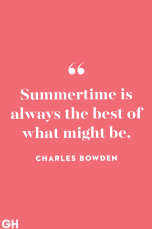 “
Summertime is
always the best of
what might be.
CHARLES BOWDEN
GH